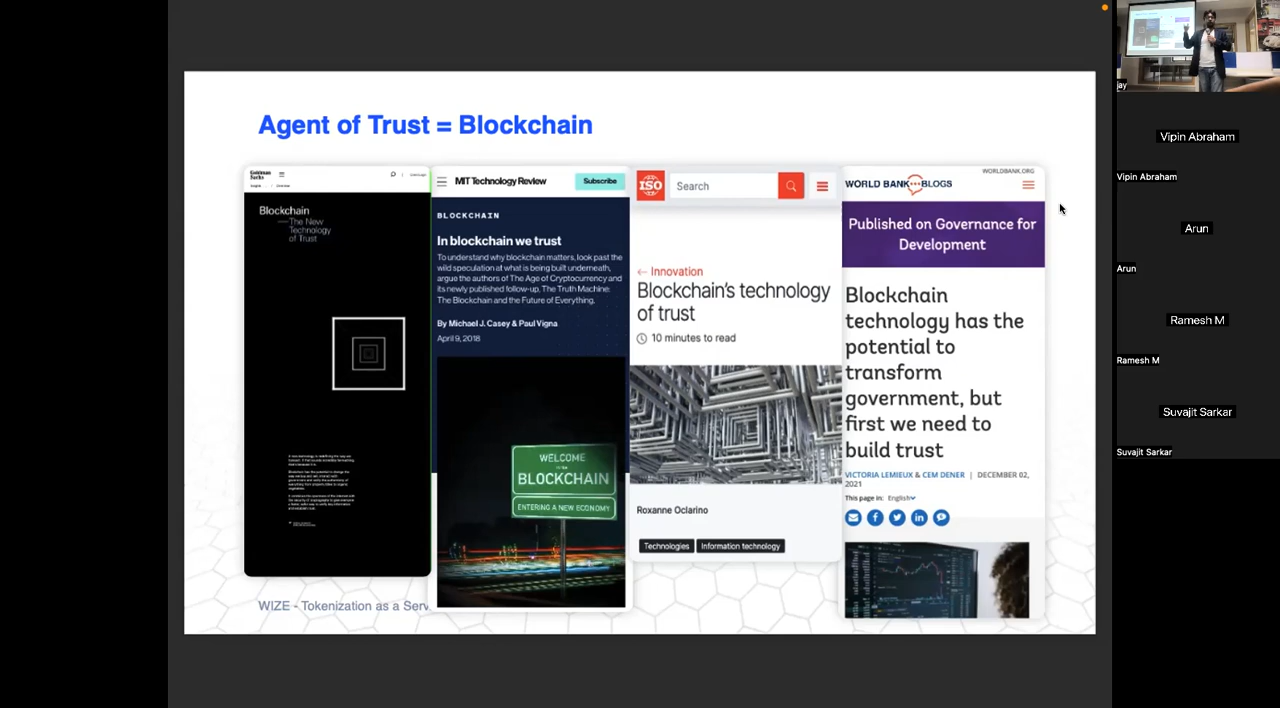 Agent of Trust = Blockchain
Goldman
Sachs
Blockchain
—The New
Technology
of Trust
MIT Technology Review
Subscribe
BLOCKCHAIN
In blockchain we trust
To understand why blockchain matters, look past the
wild speculation at what is being built underneath,
argue the authors of The Age of Cryptocurrency and
its newly published follow-up, The Truth Machine:
The Blockchain and the Future of Everything.
By Michael J. Casey & Paul Vigna
April 9, 2018
WELCOME
BLOCKCHAIN
ENTERING A NEW ECONOMY
ISO
Search
← Innovation
Blockchain's technology
of trust
10 minutes to read
Roxanne Oclarino
Technologies
Information technology
WORLDBANK.ORG
WORLD BANK BLOGS
Published on Governance for
Development
Blockchain
technology has the
potential to
transform
government, but
first we need to
build trust
VICTORIA LEMIEUX & CEM DENER | DECEMBER 02,
2021
This page in: English
WIZE - Tokenization as a Serv
jay
Vipin Abraham
Vipin Abraham
Arun
Arun
Ramesh M
Ramesh M
Suvajit Sarkar
Suvajit Sarkar